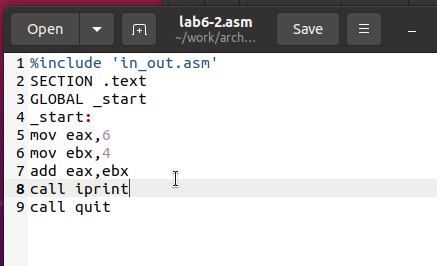 Open
lab6-2.asm
~/work/arch…
Save
1 %include 'in_out.asm'
2 SECTION .text
3 GLOBAL _start
4 _start:
5 mov eax,6
6 mov ebx,4
7 add eax,ebx
8 call iprint
9 call quit